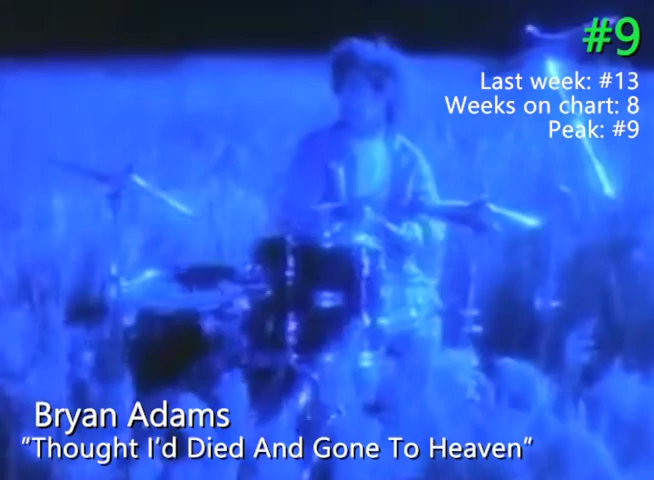 #9
Last week: #13
Weeks on chart: 8
Peak: #9
Bryan Adams
"Thought I'd Died And Gone To Heaven"